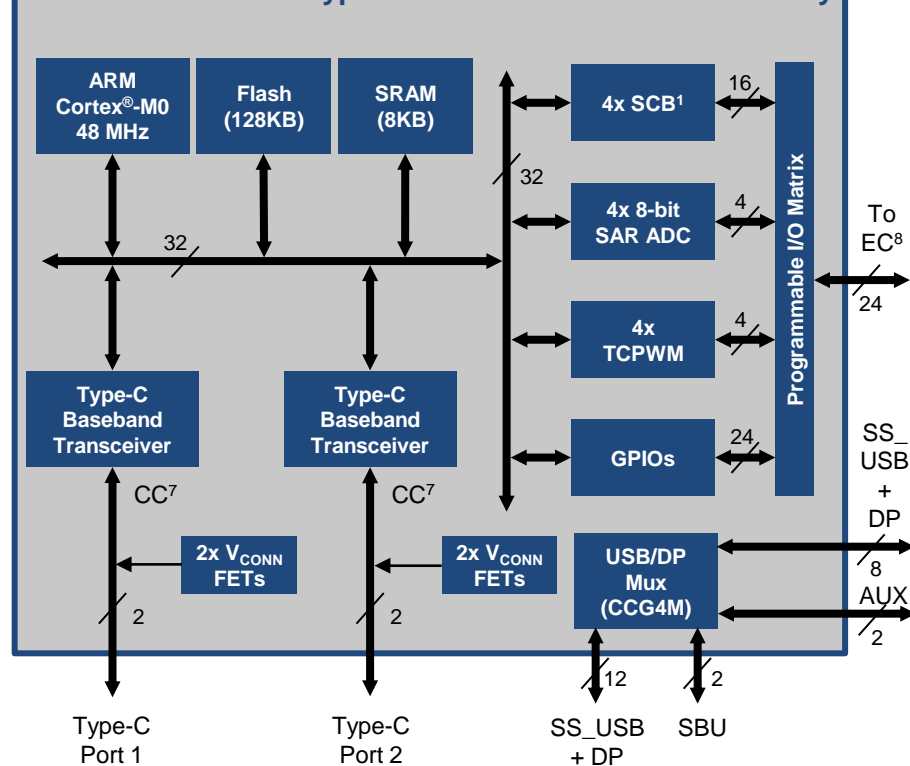 ARM
Cortex®-M0
48 MHz
Flash
(128KB)
SRAM
(8KB)
4x SCB¹
16
32
32
4x 8-bit
SAR ADC
4
4x
TCPWM
4
GPIOs
24
Programmable I/O Matrix
To
EC⁸
24
Type-C
Baseband
Transceiver
Type-C
Baseband
Transceiver
CC⁷
CC⁷
2x VCONN
FETs
2x VCONN
FETs
2
2
USB/DP
Mux
(CCG4M)
SS_
USB
+
DP
8
AUX
2
12
2
Type-C
Port 1
Type-C
Port 2
SS_USB
+ DP
SBU